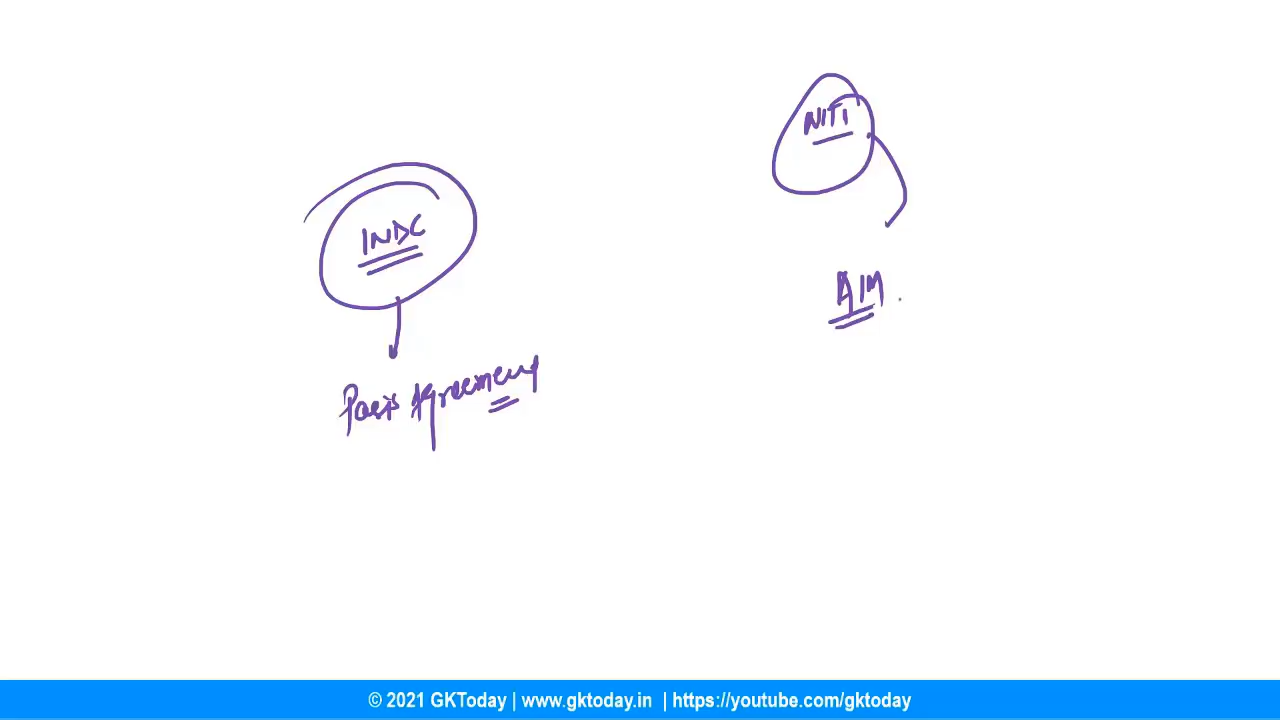 NITI
INDC
AIM
Paris Agreement
© 2021 GKToday | www.gktoday.in | https://youtube.com/gktoday